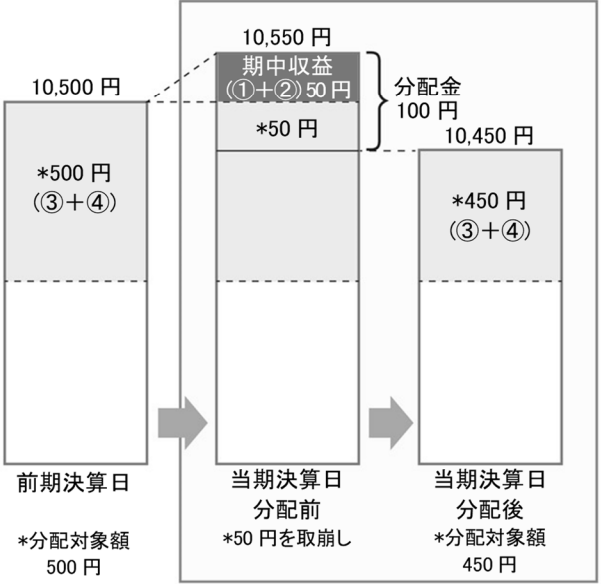 10,500 円
*500 円
(③＋④)
前期決算日
*分配対象額
500 円
10,550 円
期中収益
(①＋②) 50 円
*50 円
分配金
100 円
当期決算日
分配前
*50 円を取崩し
10,450 円
*450 円
(③＋④)
当期決算日
分配後
*分配対象額
450 円